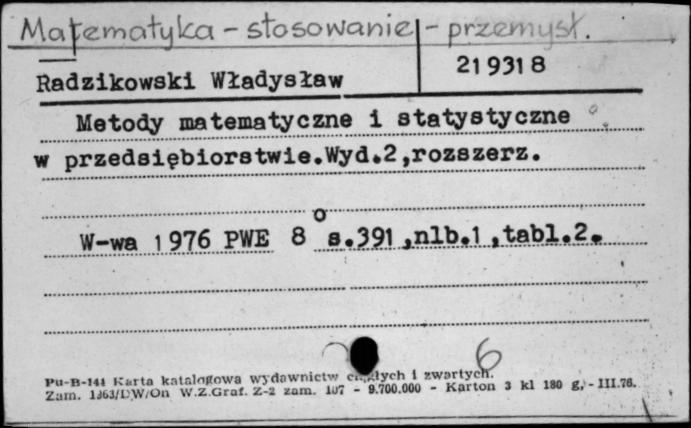 Matematyka - stosowanie - przemysł.
Radzikowski Władysław
219318
Metody matematyczne i statystyczne
w przedsiębiorstwie.Wyd.2,rozszerz.
W-wa 1976 PWE 8° s.391,nlb.1,tabl.2.
6
Pu-B-144 Karta katalogowa wydawnictw ciągłych i zwartych.
Zam. 1363/DW/On W.Z.Graf. Z-2 zam. 107 - 9.700.000 - Karton 3 kl 180 g. - III.76.